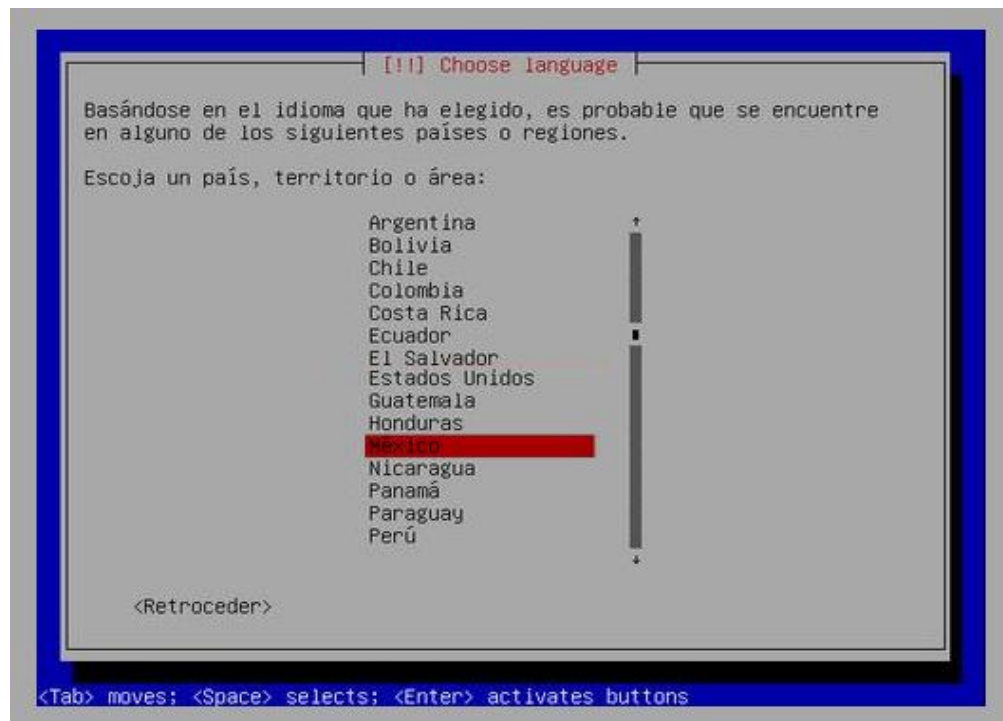 [!!] Choose language
Basándose en el idioma que ha elegido, es probable que se encuentre
en alguno de los siguientes países o regiones.
Escoja un país, territorio o área:
Argentina
Bolivia
Chile
Colombia
Costa Rica
Ecuador
El Salvador
Estados Unidos
Guatemala
Honduras
México
Nicaragua
Panamá
Paraguay
Perú
<Retroceder>
<Tab> moves; <Space> selects; <Enter> activates buttons